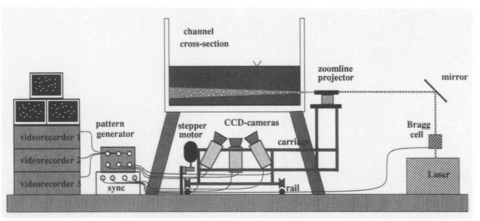 channel
cross-section
zoomline
projector
mirror
pattern
generator
stepper
motor
CCD-cameras
carriage
Bragg
cell
videorecorder 1
videorecorder 2
videorecorder 3
sync
rail
Laser